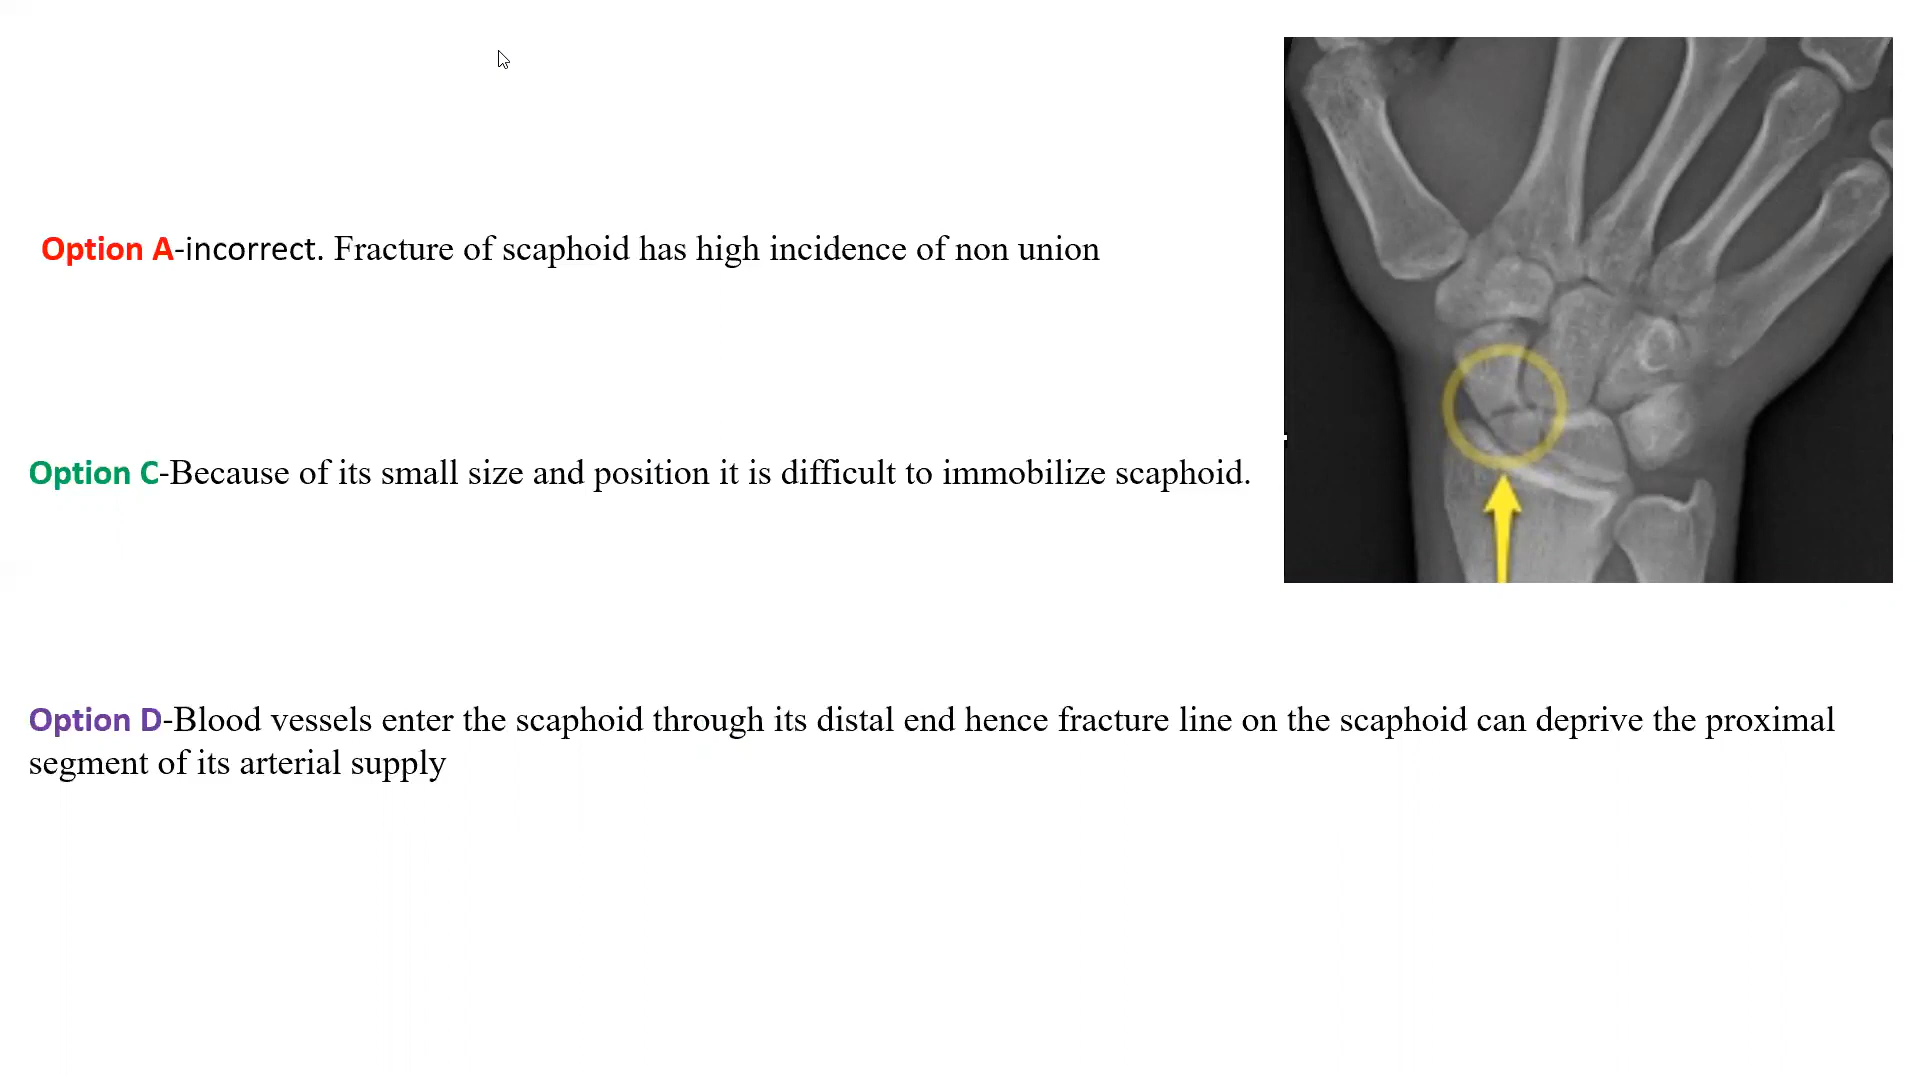 Option A-incorrect. Fracture of scaphoid has high incidence of non union
Option C-Because of its small size and position it is difficult to immobilize scaphoid.
Option D-Blood vessels enter the scaphoid through its distal end hence fracture line on the scaphoid can deprive the proximal
segment of its arterial supply